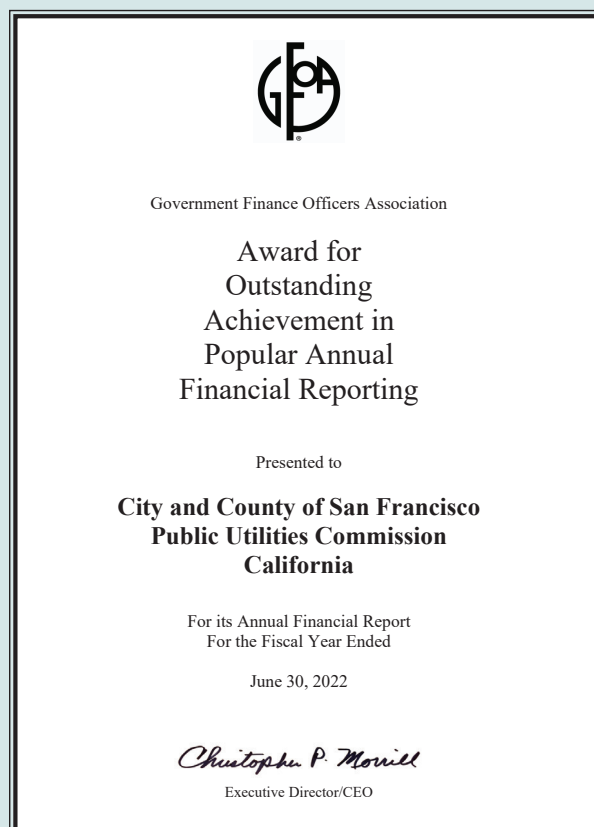 GFOA
®
Government Finance Officers Association
Award for
Outstanding
Achievement in
Popular Annual
Financial Reporting
Presented to
City and County of San Francisco
Public Utilities Commission
California
For its Annual Financial Report
For the Fiscal Year Ended
June 30, 2022
Christopher P. Morrill
Executive Director/CEO